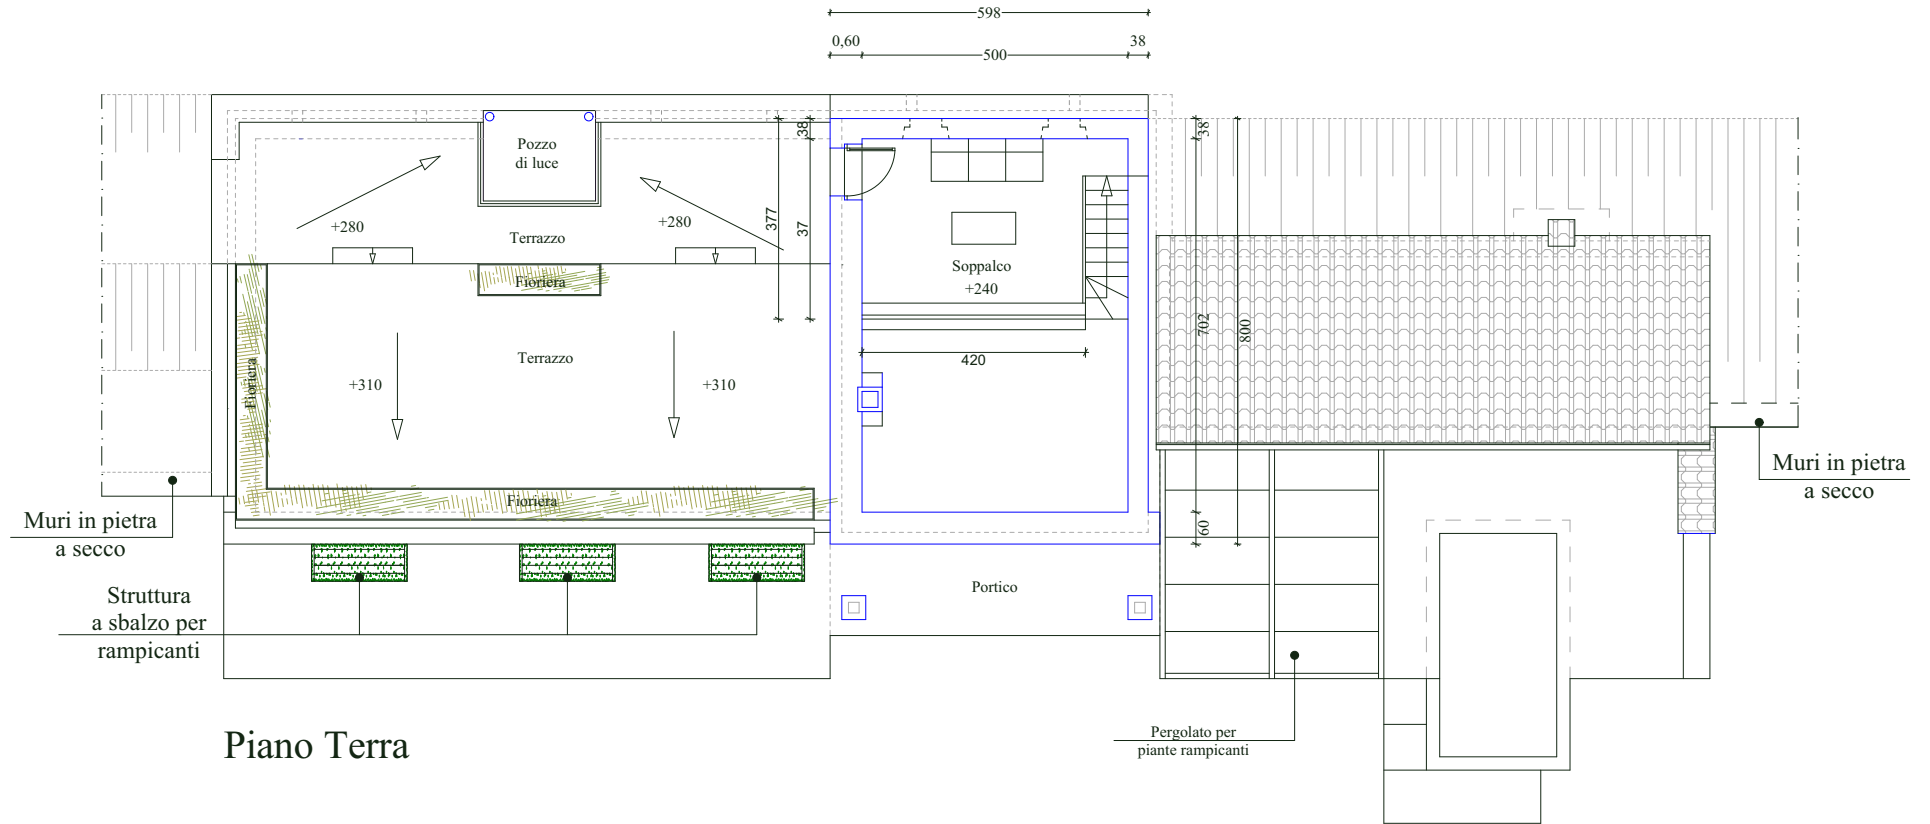 598
0,60
500
38
38
38
Pozzo
di luce
377
37
+280
+280
Terrazzo
Soppalco
+240
Fioriera
702
800
Terrazzo
420
+310
+310
Fioriera
Fioriera
60
Muri in pietra
a secco
Muri in pietra
a secco
Portico
Struttura
a sbalzo per
rampicanti
Pergolato per
piante rampicanti
Piano Terra